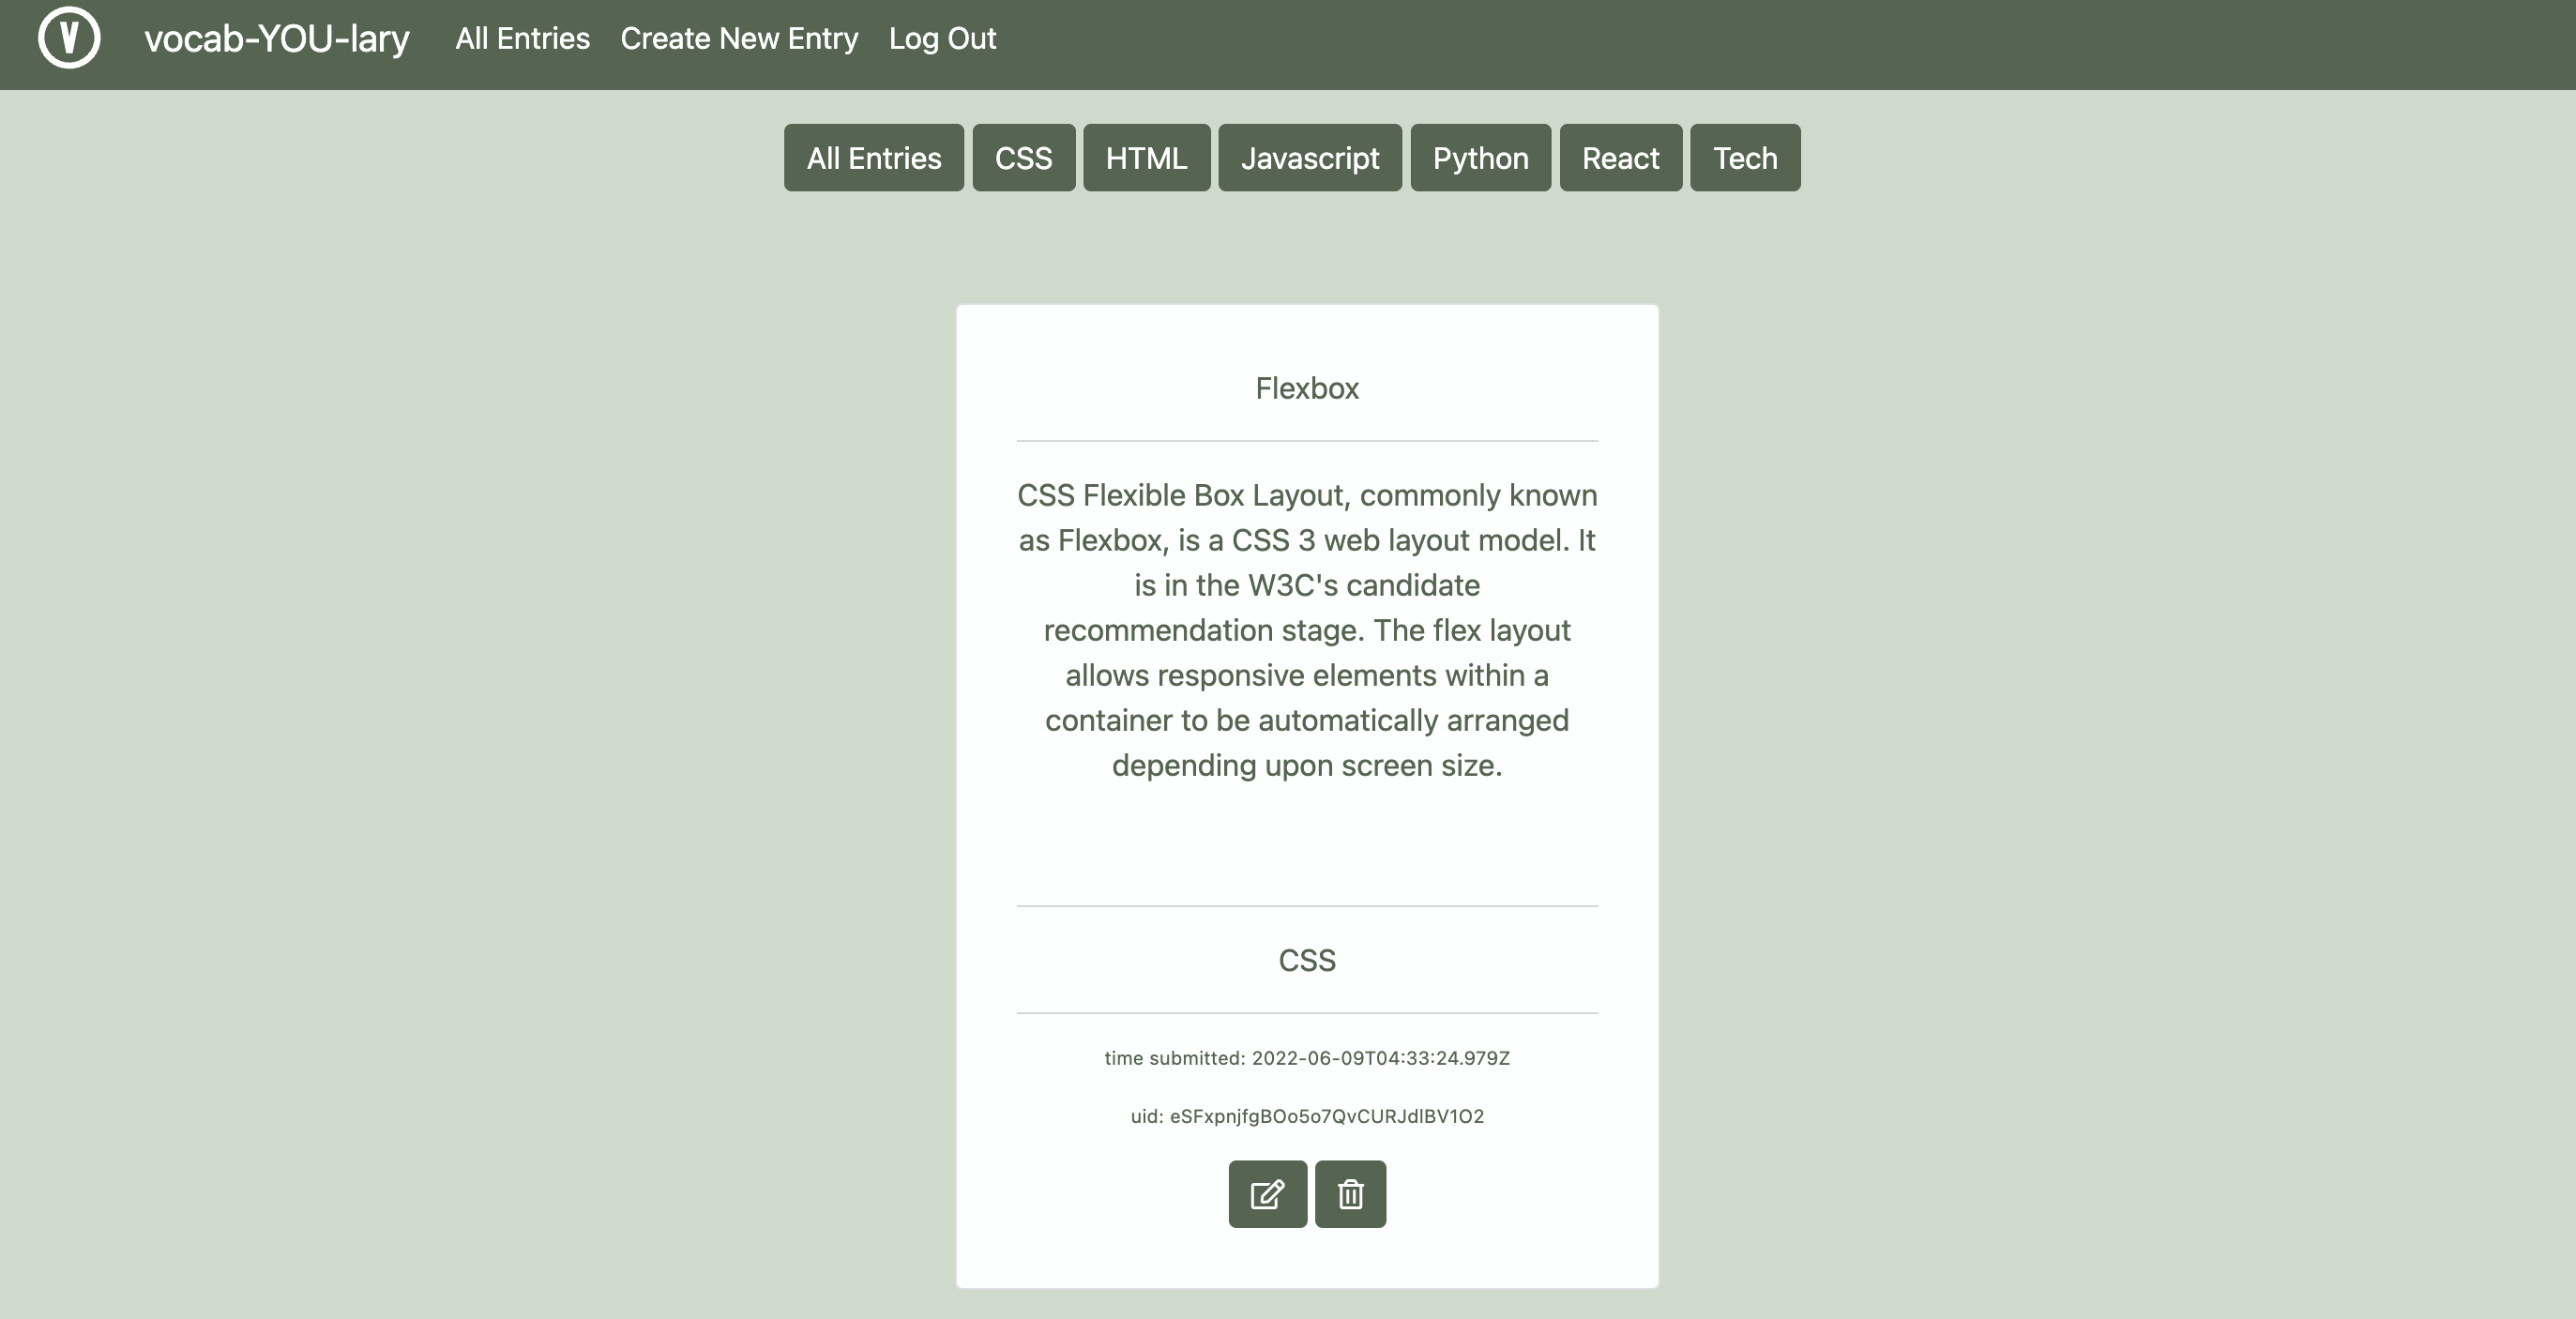 V vocab-YOU-lary All Entries Create New Entry Log Out
All Entries CSS HTML Javascript Python React Tech
Flexbox
CSS Flexible Box Layout, commonly known
as Flexbox, is a CSS 3 web layout model. It
is in the W3C's candidate
recommendation stage. The flex layout
allows responsive elements within a
container to be automatically arranged
depending upon screen size.
CSS
time submitted: 2022-06-09T04:33:24.979Z
uid: eSFxpnjfgBOo5o7QvCURJdlBV1O2